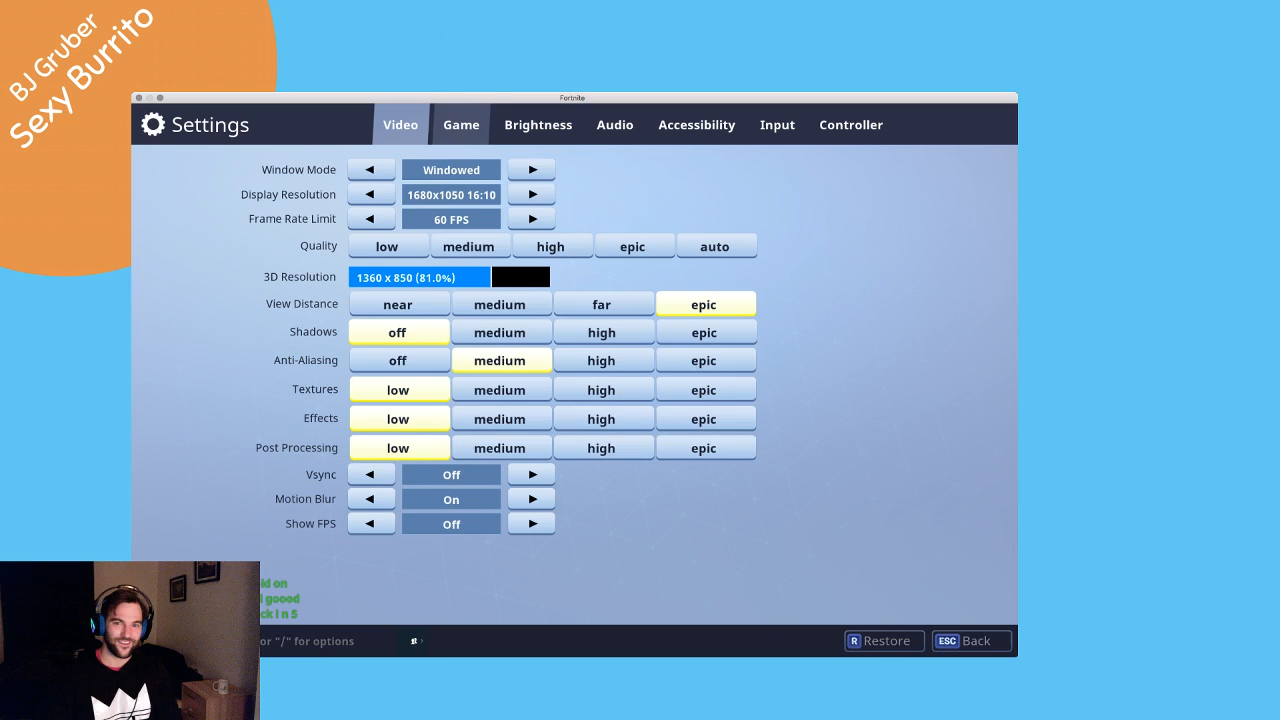 BJ Gruber
Sexy Burrito
Fortnite
Settings Video Game Brightness Audio Accessibility Input Controller
Window Mode Windowed
Display Resolution 1680x1050 16:10
Frame Rate Limit 60 FPS
Quality low medium high epic auto
3D Resolution 1360 x 850 (81.0%)
View Distance near medium far epic
Shadows off medium high epic
Anti-Aliasing off medium high epic
Textures low medium high epic
Effects low medium high epic
Post Processing low medium high epic
Vsync Off
Motion Blur On
Show FPS Off
on
goood
I n 5
or "/" for options
R Restore ESC Back